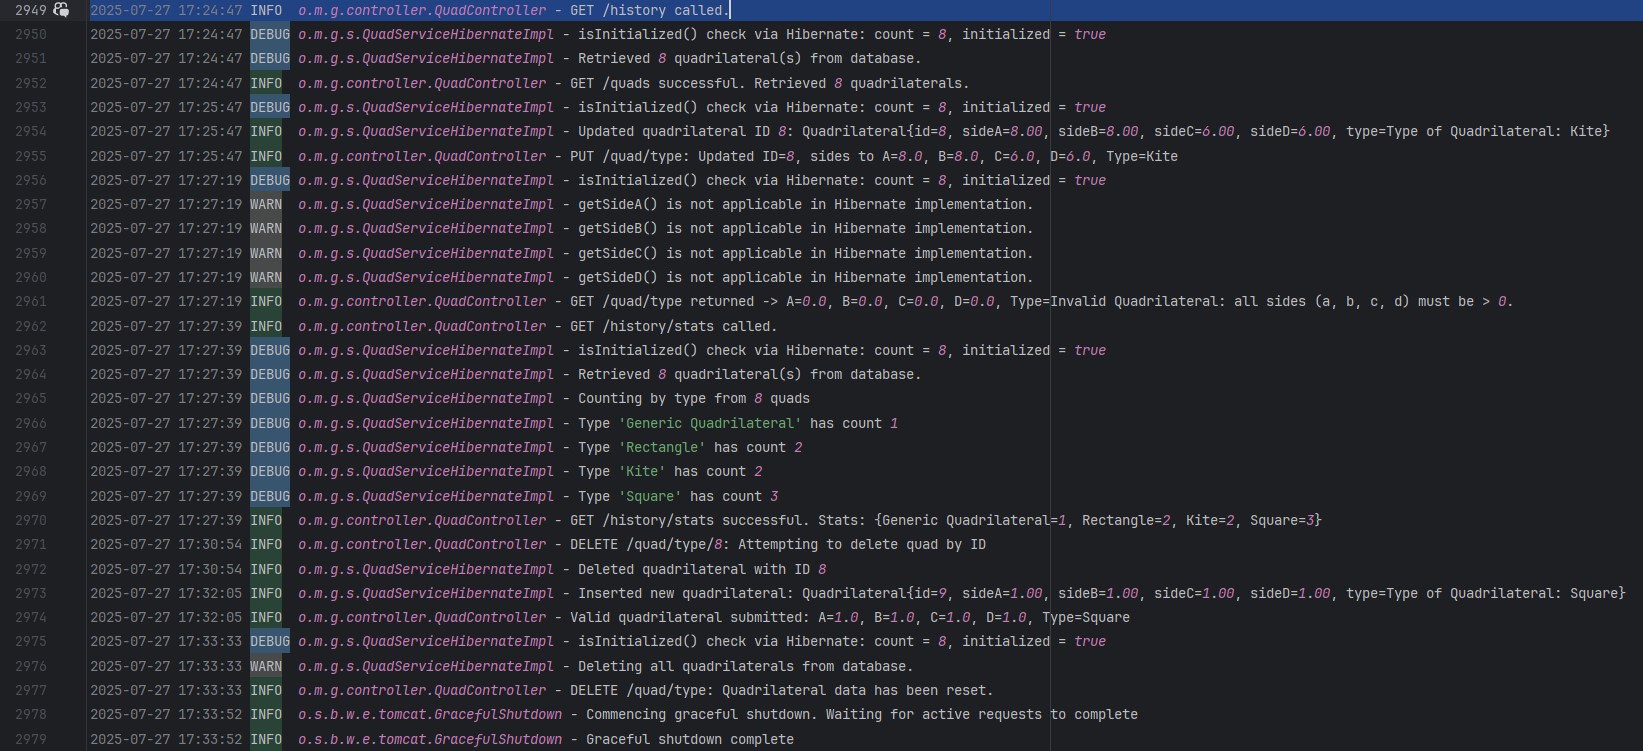 2949 2025-07-27 17:24:47 INFO  o.m.g.controller.QuadController - GET /history called.
2950 2025-07-27 17:24:47 DEBUG o.m.g.s.QuadServiceHibernateImpl - isInitialized() check via Hibernate: count = 8, initialized = true
2951 2025-07-27 17:24:47 DEBUG o.m.g.s.QuadServiceHibernateImpl - Retrieved 8 quadrilateral(s) from database.
2952 2025-07-27 17:24:47 INFO  o.m.g.controller.QuadController - GET /quads successful. Retrieved 8 quadrilaterals.
2953 2025-07-27 17:25:47 DEBUG o.m.g.s.QuadServiceHibernateImpl - isInitialized() check via Hibernate: count = 8, initialized = true
2954 2025-07-27 17:25:47 INFO  o.m.g.s.QuadServiceHibernateImpl - Updated quadrilateral ID 8: Quadrilateral{id=8, sideA=8.00, sideB=8.00, sideC=6.00, sideD=6.00, type=Type of Quadrilateral: Kite}
2955 2025-07-27 17:25:47 INFO  o.m.g.controller.QuadController - PUT /quad/type: Updated ID=8, sides to A=8.0, B=8.0, C=6.0, D=6.0, Type=Kite
2956 2025-07-27 17:27:19 DEBUG o.m.g.s.QuadServiceHibernateImpl - isInitialized() check via Hibernate: count = 8, initialized = true
2957 2025-07-27 17:27:19 WARN  o.m.g.s.QuadServiceHibernateImpl - getSideA() is not applicable in Hibernate implementation.
2958 2025-07-27 17:27:19 WARN  o.m.g.s.QuadServiceHibernateImpl - getSideB() is not applicable in Hibernate implementation.
2959 2025-07-27 17:27:19 WARN  o.m.g.s.QuadServiceHibernateImpl - getSideC() is not applicable in Hibernate implementation.
2960 2025-07-27 17:27:19 WARN  o.m.g.s.QuadServiceHibernateImpl - getSideD() is not applicable in Hibernate implementation.
2961 2025-07-27 17:27:19 INFO  o.m.g.controller.QuadController - GET /quad/type returned -> A=0.0, B=0.0, C=0.0, D=0.0, Type=Invalid Quadrilateral: all sides (a, b, c, d) must be > 0.
2962 2025-07-27 17:27:39 INFO  o.m.g.controller.QuadController - GET /history/stats called.
2963 2025-07-27 17:27:39 DEBUG o.m.g.s.QuadServiceHibernateImpl - isInitialized() check via Hibernate: count = 8, initialized = true
2964 2025-07-27 17:27:39 DEBUG o.m.g.s.QuadServiceHibernateImpl - Retrieved 8 quadrilateral(s) from database.
2965 2025-07-27 17:27:39 DEBUG o.m.g.s.QuadServiceHibernateImpl - Counting by type from 8 quads
2966 2025-07-27 17:27:39 DEBUG o.m.g.s.QuadServiceHibernateImpl - Type 'Generic Quadrilateral' has count 1
2967 2025-07-27 17:27:39 DEBUG o.m.g.s.QuadServiceHibernateImpl - Type 'Rectangle' has count 2
2968 2025-07-27 17:27:39 DEBUG o.m.g.s.QuadServiceHibernateImpl - Type 'Kite' has count 2
2969 2025-07-27 17:27:39 DEBUG o.m.g.s.QuadServiceHibernateImpl - Type 'Square' has count 3
2970 2025-07-27 17:27:39 INFO  o.m.g.controller.QuadController - GET /history/stats successful. Stats: {Generic Quadrilateral=1, Rectangle=2, Kite=2, Square=3}
2971 2025-07-27 17:30:54 INFO  o.m.g.controller.QuadController - DELETE /quad/type/8: Attempting to delete quad by ID
2972 2025-07-27 17:30:54 INFO  o.m.g.s.QuadServiceHibernateImpl - Deleted quadrilateral with ID 8
2973 2025-07-27 17:32:05 INFO  o.m.g.s.QuadServiceHibernateImpl - Inserted new quadrilateral: Quadrilateral{id=9, sideA=1.00, sideB=1.00, sideC=1.00, sideD=1.00, type=Type of Quadrilateral: Square}
2974 2025-07-27 17:32:05 INFO  o.m.g.controller.QuadController - Valid quadrilateral submitted: A=1.0, B=1.0, C=1.0, D=1.0, Type=Square
2975 2025-07-27 17:33:33 DEBUG o.m.g.s.QuadServiceHibernateImpl - isInitialized() check via Hibernate: count = 8, initialized = true
2976 2025-07-27 17:33:33 WARN  o.m.g.s.QuadServiceHibernateImpl - Deleting all quadrilaterals from database.
2977 2025-07-27 17:33:33 INFO  o.m.g.controller.QuadController - DELETE /quad/type: Quadrilateral data has been reset.
2978 2025-07-27 17:33:52 INFO  o.s.b.w.e.tomcat.GracefulShutdown - Commencing graceful shutdown. Waiting for active requests to complete
2979 2025-07-27 17:33:52 INFO  o.s.b.w.e.tomcat.GracefulShutdown - Graceful shutdown complete